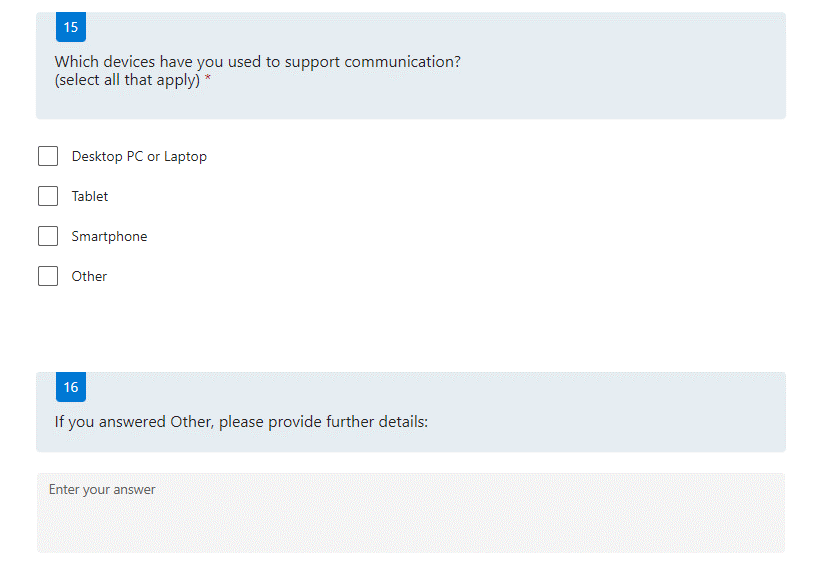 15
Which devices have you used to support communication?
(select all that apply) *
Desktop PC or Laptop
Tablet
Smartphone
Other
16
If you answered Other, please provide further details:
Enter your answer